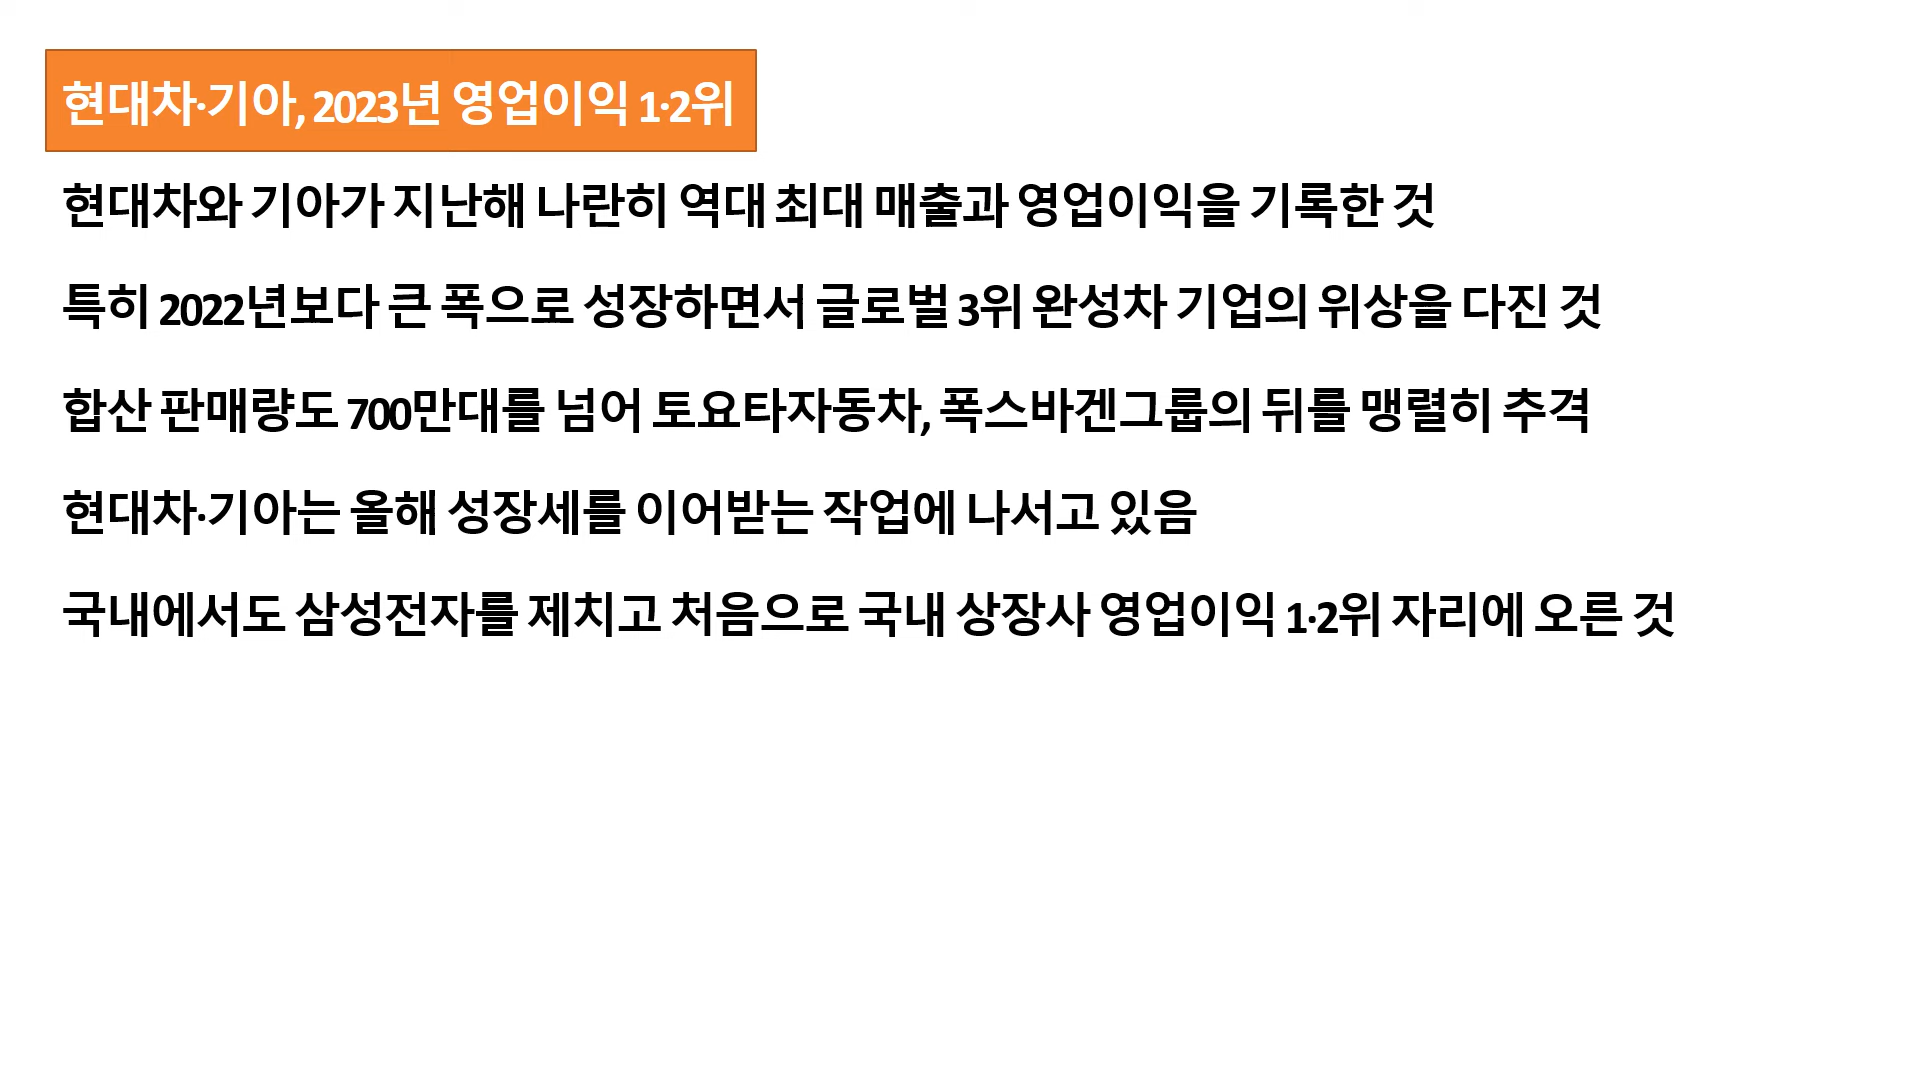 현대차·기아, 2023년 영업이익 1·2위
현대차와 기아가 지난해 나란히 역대 최대 매출과 영업이익을 기록한 것
특히 2022년보다 큰 폭으로 성장하면서 글로벌 3위 완성차 기업의 위상을 다진 것
합산 판매량도 700만대를 넘어 토요타자동차, 폭스바겐그룹의 뒤를 맹렬히 추격
현대차·기아는 올해 성장세를 이어받는 작업에 나서고 있음
국내에서도 삼성전자를 제치고 처음으로 국내 상장사 영업이익 1·2위 자리에 오른 것